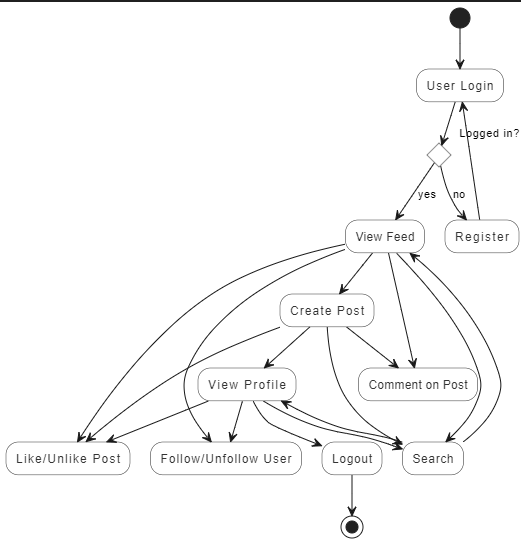 User Login
Logged in?
yes
no
View Feed
Register
Create Post
View Profile
Comment on Post
Like/Unlike Post
Follow/Unfollow User
Logout
Search